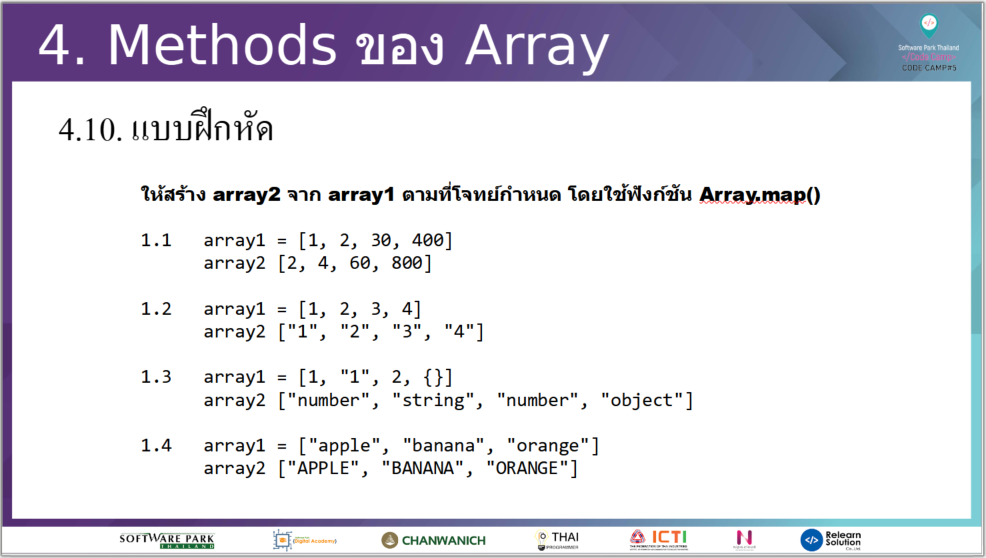 4. Methods ของ Array
Software Park Thailand
CODE CAMP#5
4.10. แบบฝึกหัด
ให้สร้าง array2 จาก array1 ตามที่โจทย์กำหนด โดยใช้ฟังก์ชัน Array.map()
1.1 array1 = [1, 2, 30, 400]
array2 [2, 4, 60, 800]
1.2 array1 = [1, 2, 3, 4]
array2 ["1", "2", "3", "4"]
1.3 array1 = [1, "1", 2, {}]
array2 ["number", "string", "number", "object"]
1.4 array1 = ["apple", "banana", "orange"]
array2 ["APPLE", "BANANA", "ORANGE"]
SOFTWARE PARK
THAILAND
Digital Academy
CHANWANICH
THAI
PROGRAMMER
ICTI
N
Relearn
Solution
Co., Ltd.